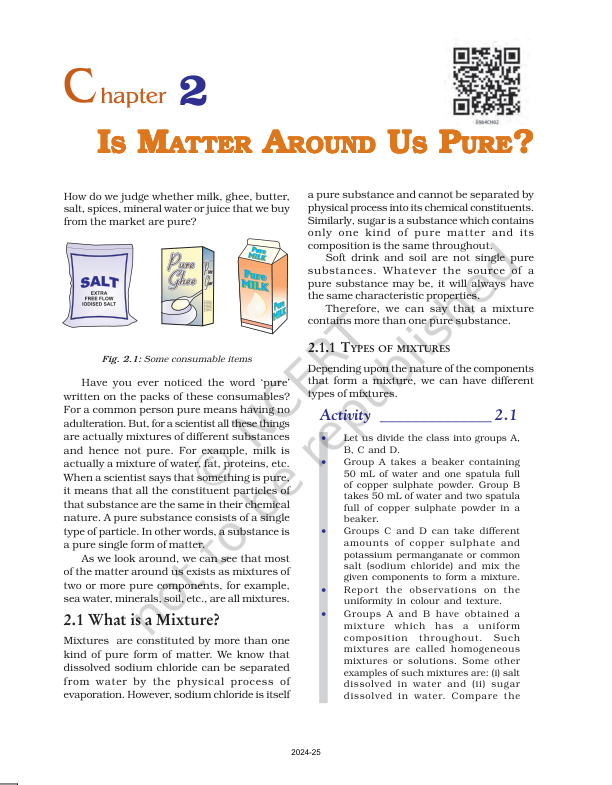 Chapter 2
IS MATTER AROUND US PURE?
0964CH02
How do we judge whether milk, ghee, butter,
salt, spices, mineral water or juice that we buy
from the market are pure?
SALT
EXTRA
FREE FLOW
IODISED SALT
Pure
Ghee
Pure
MILK
Pure
MILK
Pure
MILK
Fig. 2.1: Some consumable items
Have you ever noticed the word ‘pure’
written on the packs of these consumables?
For a common person pure means having no
adulteration. But, for a scientist all these things
are actually mixtures of different substances
and hence not pure. For example, milk is
actually a mixture of water, fat, proteins, etc.
When a scientist says that something is pure,
it means that all the constituent particles of
that substance are the same in their chemical
nature. A pure substance consists of a single
type of particle. In other words, a substance is
a pure single form of matter.
As we look around, we can see that most
of the matter around us exists as mixtures of
two or more pure components, for example,
sea water, minerals, soil, etc., are all mixtures.
2.1 What is a Mixture?
Mixtures are constituted by more than one
kind of pure form of matter. We know that
dissolved sodium chloride can be separated
from water by the physical process of
evaporation. However, sodium chloride is itself
a pure substance and cannot be separated by
physical process into its chemical constituents.
Similarly, sugar is a substance which contains
only one kind of pure matter and its
composition is the same throughout.
Soft drink and soil are not single pure
substances. Whatever the source of a
pure substance may be, it will always have
the same characteristic properties.
Therefore, we can say that a mixture
contains more than one pure substance.
2.1.1 TYPES OF MIXTURES
Depending upon the nature of the components
that form a mixture, we can have different
types of mixtures.
Activity ______________ 2.1
• Let us divide the class into groups A,
B, C and D.
• Group A takes a beaker containing
50 mL of water and one spatula full
of copper sulphate powder. Group B
takes 50 mL of water and two spatula
full of copper sulphate powder in a
beaker.
• Groups C and D can take different
amounts of copper sulphate and
potassium permanganate or common
salt (sodium chloride) and mix the
given components to form a mixture.
• Report the observations on the
uniformity in colour and texture.
• Groups A and B have obtained a
mixture which has a uniform
composition throughout. Such
mixtures are called homogeneous
mixtures or solutions. Some other
examples of such mixtures are: (i) salt
dissolved in water and (ii) sugar
dissolved in water. Compare the
© NCERT
not to be republished
2024-25